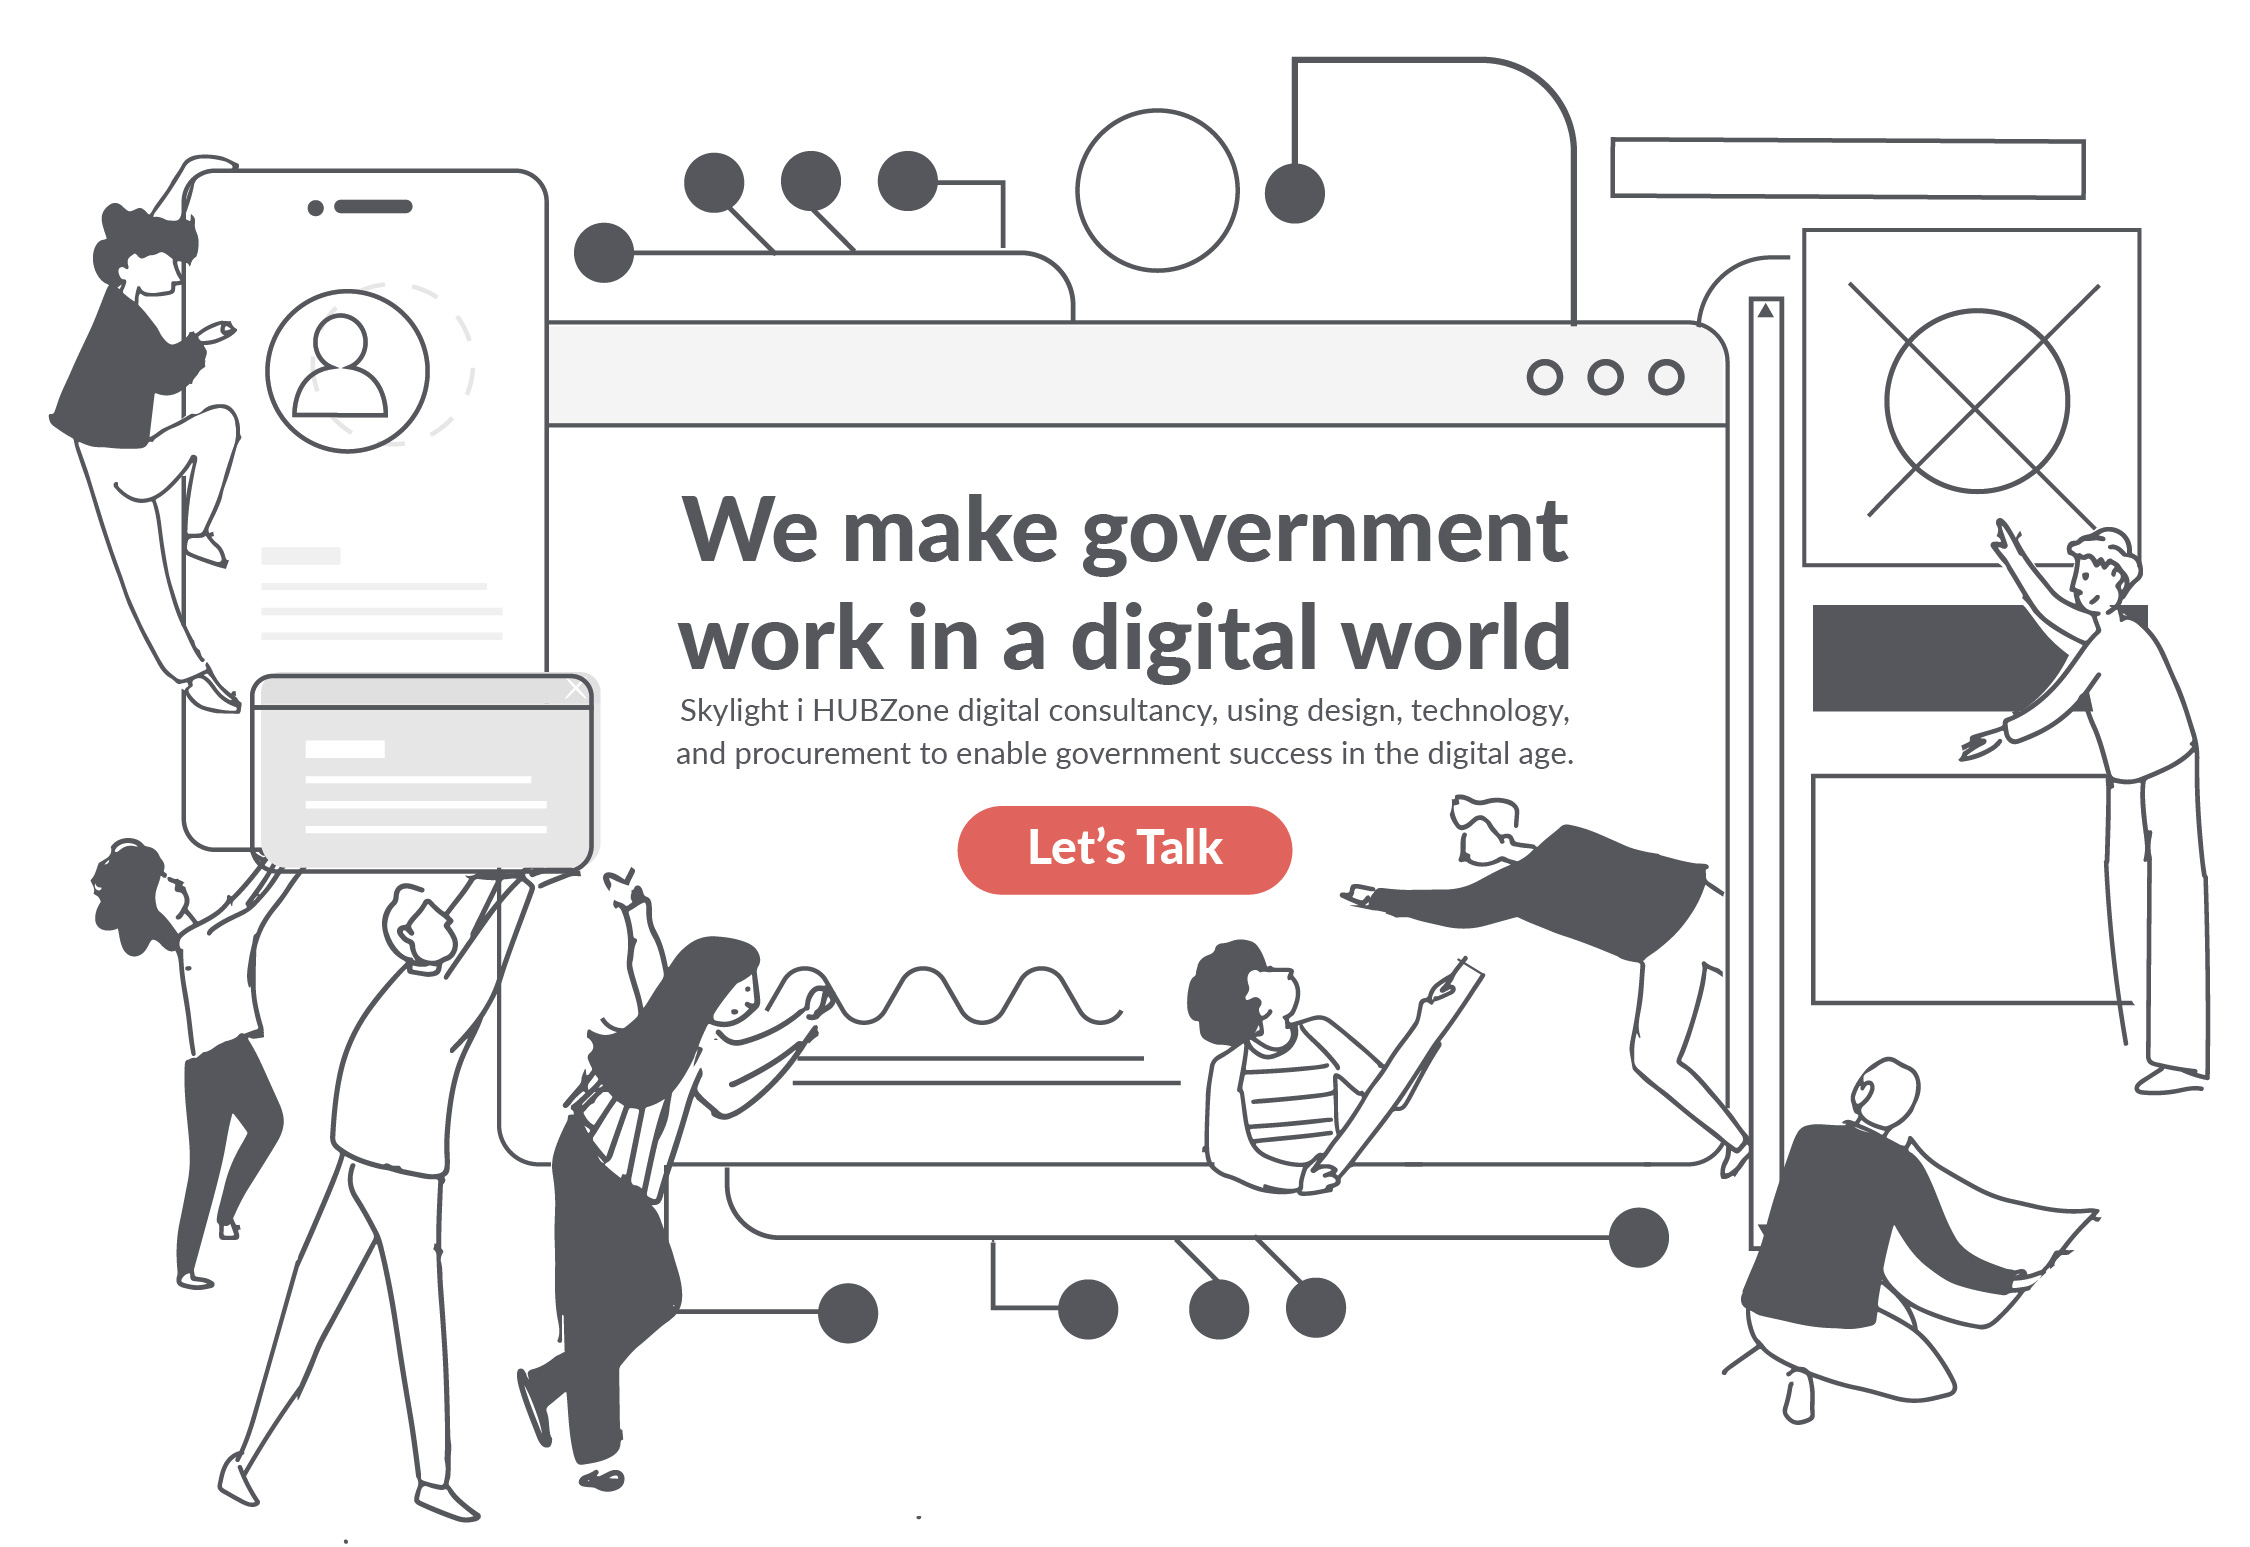 We make government
work in a digital world
Skylight i HUBZone digital consultancy, using design, technology,
and procurement to enable government success in the digital age.
Let’s Talk